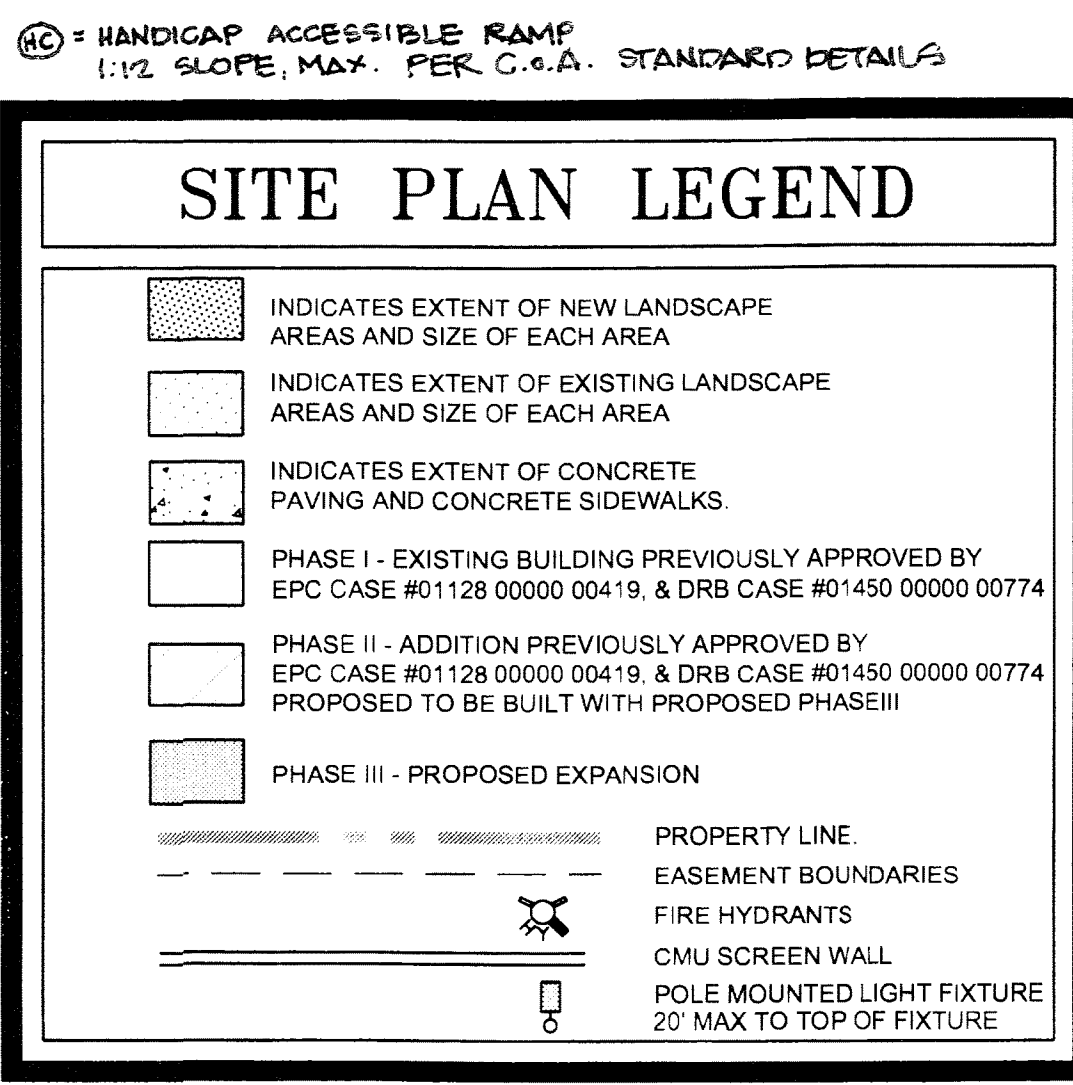 HC = HANDICAP ACCESSIBLE RAMP
1:12 SLOPE, MAX. PER C.O.A. STANDARD DETAILS
SITE PLAN LEGEND
INDICATES EXTENT OF NEW LANDSCAPE
AREAS AND SIZE OF EACH AREA
INDICATES EXTENT OF EXISTING LANDSCAPE
AREAS AND SIZE OF EACH AREA
INDICATES EXTENT OF CONCRETE
PAVING AND CONCRETE SIDEWALKS.
PHASE I - EXISTING BUILDING PREVIOUSLY APPROVED BY
EPC CASE #01128 00000 00419, & DRB CASE #01450 00000 00774
PHASE II - ADDITION PREVIOUSLY APPROVED BY
EPC CASE #01128 00000 00419, & DRB CASE #01450 00000 00774
PROPOSED TO BE BUILT WITH PROPOSED PHASEIII
PHASE III - PROPOSED EXPANSION
PROPERTY LINE.
EASEMENT BOUNDARIES
FIRE HYDRANTS
CMU SCREEN WALL
POLE MOUNTED LIGHT FIXTURE
20' MAX TO TOP OF FIXTURE